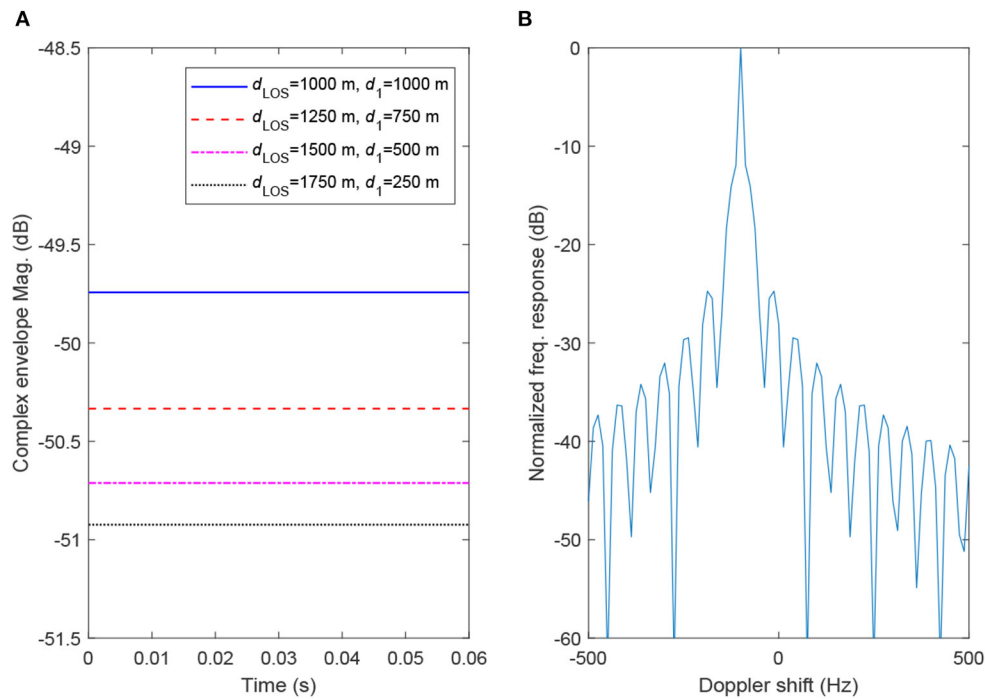 A
Complex envelope Mag. (dB)
-48.5
-49
-49.5
-50
-50.5
-51
-51.5
0
0.01
0.02
0.03
0.04
0.05
0.06
Time (s)
dLOS=1000 m, d1=1000 m
dLOS=1250 m, d1=750 m
dLOS=1500 m, d1=500 m
dLOS=1750 m, d1=250 m
B
Normalized freq. response (dB)
0
-10
-20
-30
-40
-50
-60
-500
0
500
Doppler shift (Hz)